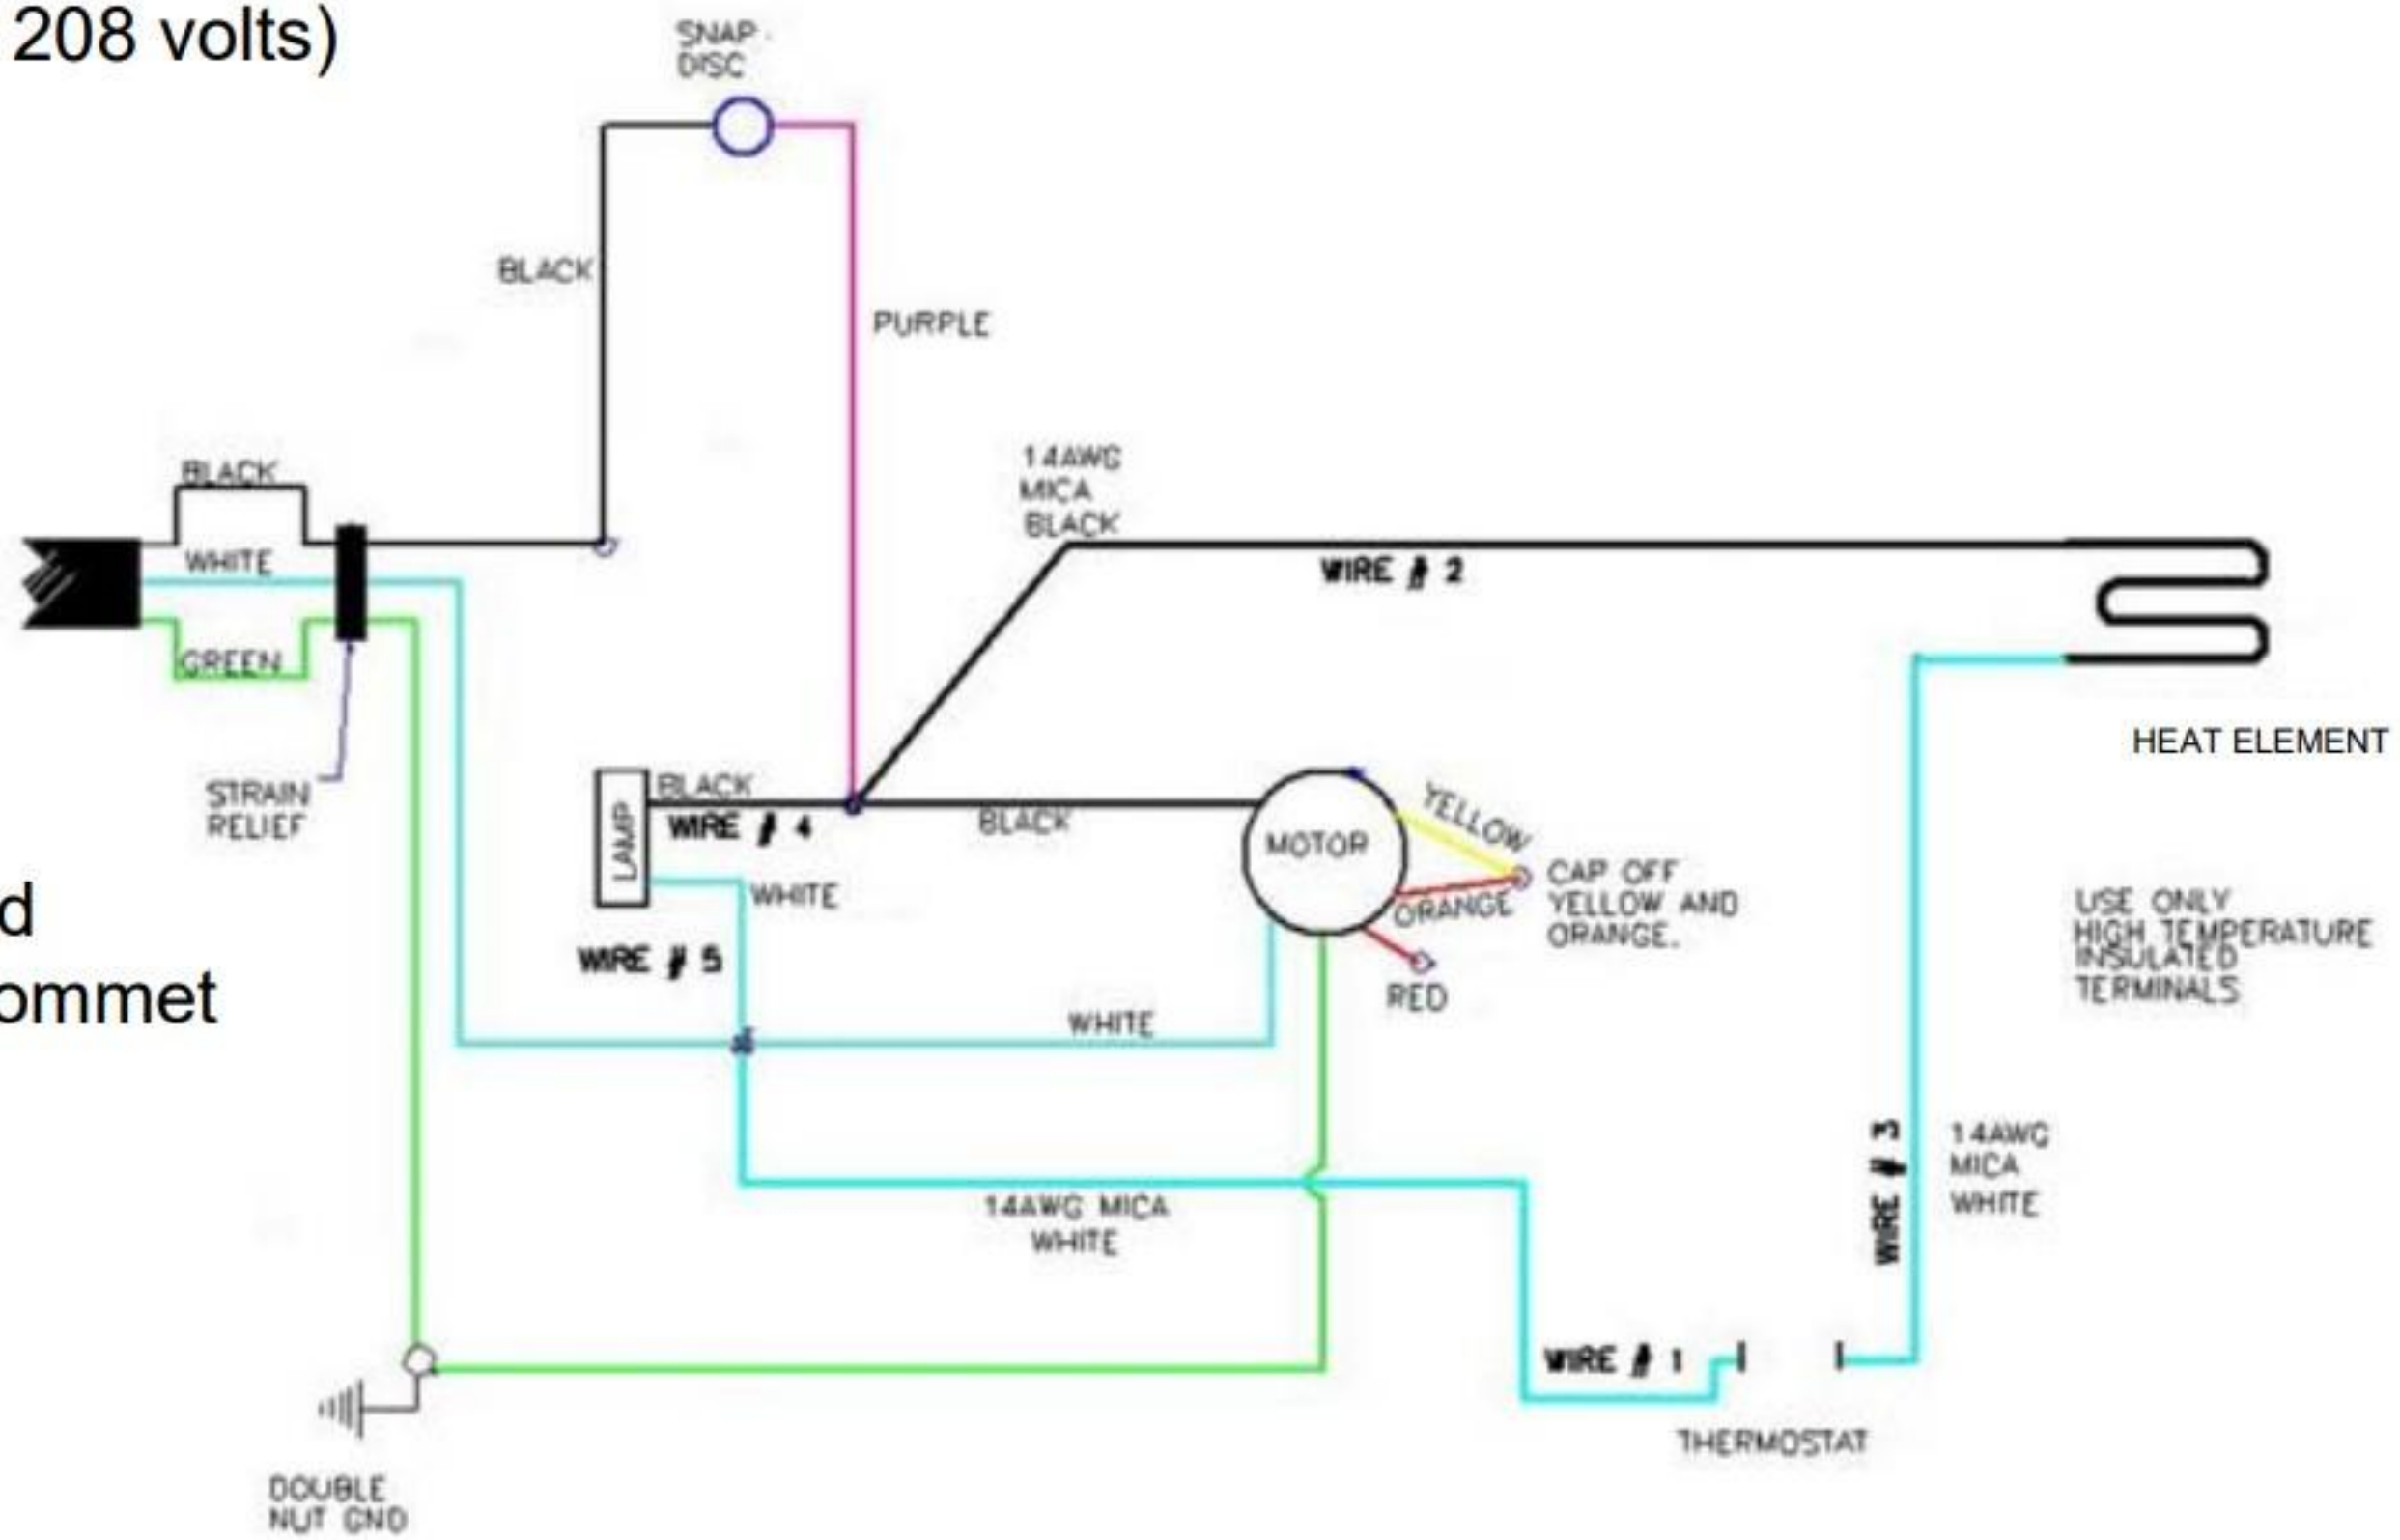 208 volts)
SNAP
DISC
BLACK
PURPLE
14AWG
MICA
BLACK
BLACK
WHITE
WIRE # 2
GREEN
HEAT ELEMENT
STRAIN
RELIEF
LAMP
BLACK
WIRE # 4
BLACK
MOTOR
YELLOW
CAP OFF
YELLOW AND
ORANGE.
ORANGE
WHITE
USE ONLY
HIGH TEMPERATURE
INSULATED
TERMINALS
d
WIRE # 5
RED
ommet
WHITE
WIRE # 3
14AWG
MICA
WHITE
14AWG MICA
WHITE
WIRE # 1
THERMOSTAT
DOUBLE
NUT GND